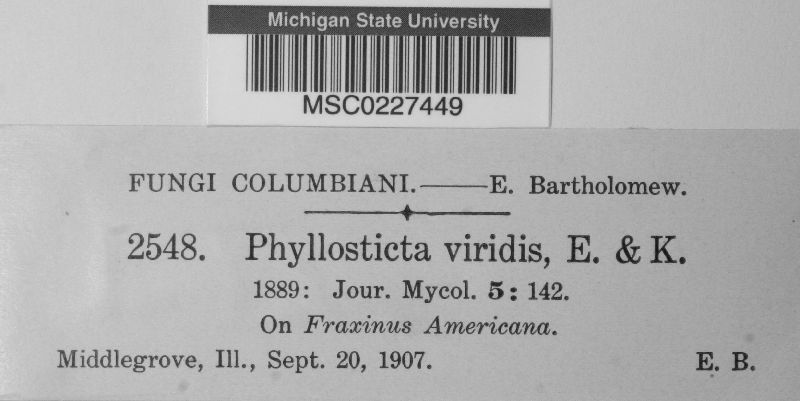 Michigan State University
MSC0227449
FUNGI COLUMBIANI.——E. Bartholomew.
2548. Phyllosticta viridis, E. & K.
1889: Jour. Mycol. 5: 142.
On Fraxinus Americana.
Middlegrove, Ill., Sept. 20, 1907. E. B.